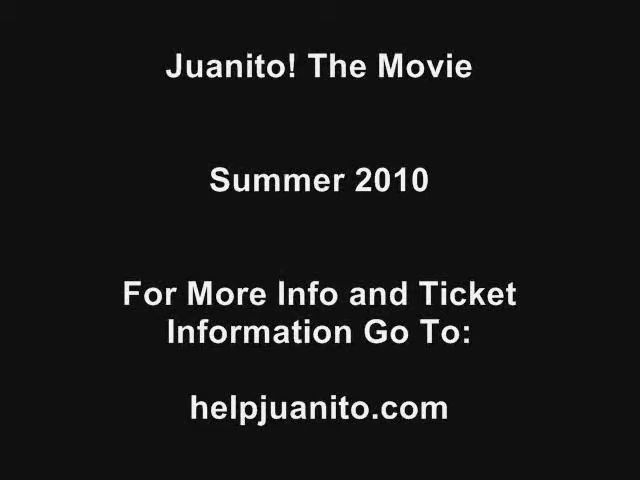 Juanito! The Movie
Summer 2010
For More Info and Ticket
Information Go To:
helpjuanito.com